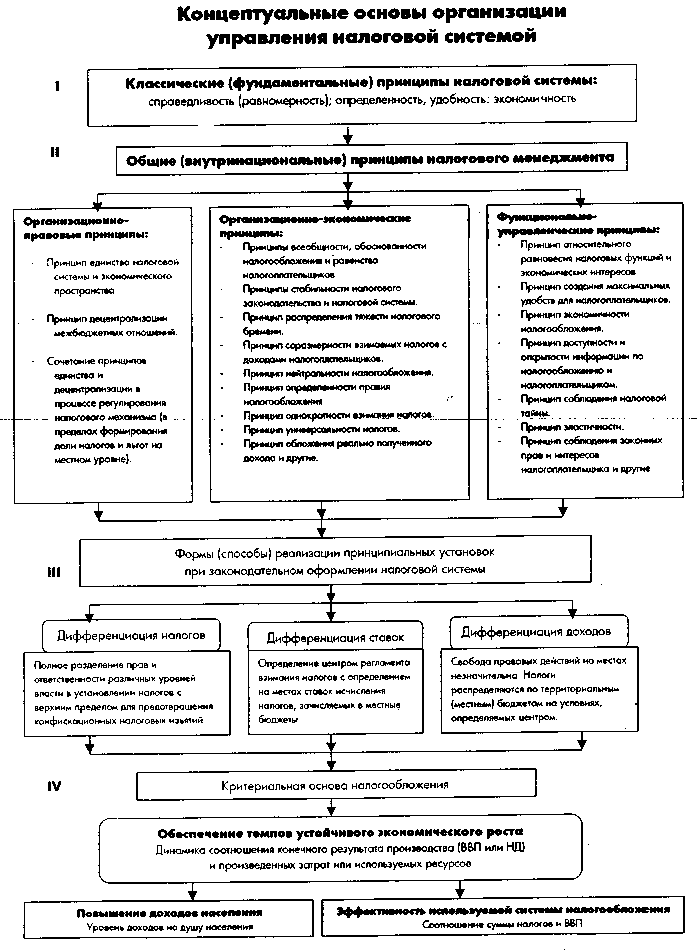 Концептуальные основы организации
управления налоговой системой
I
Классические (фундаментальные) принципы налоговой системы:
справедливость (равномерность); определенность, удобность: экономичность
II
Общие (внутринациональные) принципы налогового менеджмента
Организационно-
правовые принципы:
· Принцип единства налоговой
системы и экономического
пространства
· Принцип децентрализации
межбюджетных отношений.
· Сочетание принципов
единства и
децентрализации в
процессе регулирования
налогового механизма (в
пределах формирования
доли налогов и льгот на
местном уровне).
Организационно-экономические
принципы:
· Принципы всеобщности, обоснованности
налогообложения и равенства
налогоплательщиков
· Принципы стабильности налогового
законодательства и налоговой системы.
· Принцип распределения тяжести налогового
бремени.
· Принцип соразмерности взимаемых налогов с
доходами налогоплательщиков.
· Принцип нейтральности налогообложения.
· Принцип определенности правил
налогообложения
· Принцип однократности взимания налогов
· Принцип универсальности налогов.
· Принцип обложения реально полученного
дохода и другие.
Функционально-
управленческие принципы:
· Принцип относительного
равновесия налоговых функций и
экономических интересов
· Принцип создания максимальных
удобств для налогоплательщиков.
· Принцип экономичности
налогообложения.
· Принцип доступности и
открытости информации по
налогообложению и
налогоплательщикам.
· Принцип соблюдения налоговой
тайны.
· Принцип эластичности.
· Принцип соблюдения законных
прав и интересов
налогоплательщика и другие
III
Формы (способы) реализации принципиальных установок
при законодательном оформлении налоговой системы
Дифференциация налогов
Полное разделение прав и
ответственности различных уровней
власти в установлении налогов с
верхним пределом для предотвращения
конфискационных налоговых изъятий
Дифференциация ставок
Определение центром регламента
взимания налогов с определением
на местах ставок исчисления
налогов, зачисляемых в местные
бюджеты
Дифференциация доходов
Свобода правовых действий на местах
незначительна Налоги
распределяются по территориальным
(местным) бюджетам на условиях,
определяемых центром.
IV
Критериальная основа налогообложения
Обеспечение темпов устойчивого экономического роста
Динамика соотношения конечного результата производства (ВВП или НД)
и произведенных затрат или используемых ресурсов
Повышение доходов населения
Уровень доходов на душу населения
Эффективность используемой системы налогообложения
Соотношение суммы налогов и ВВП